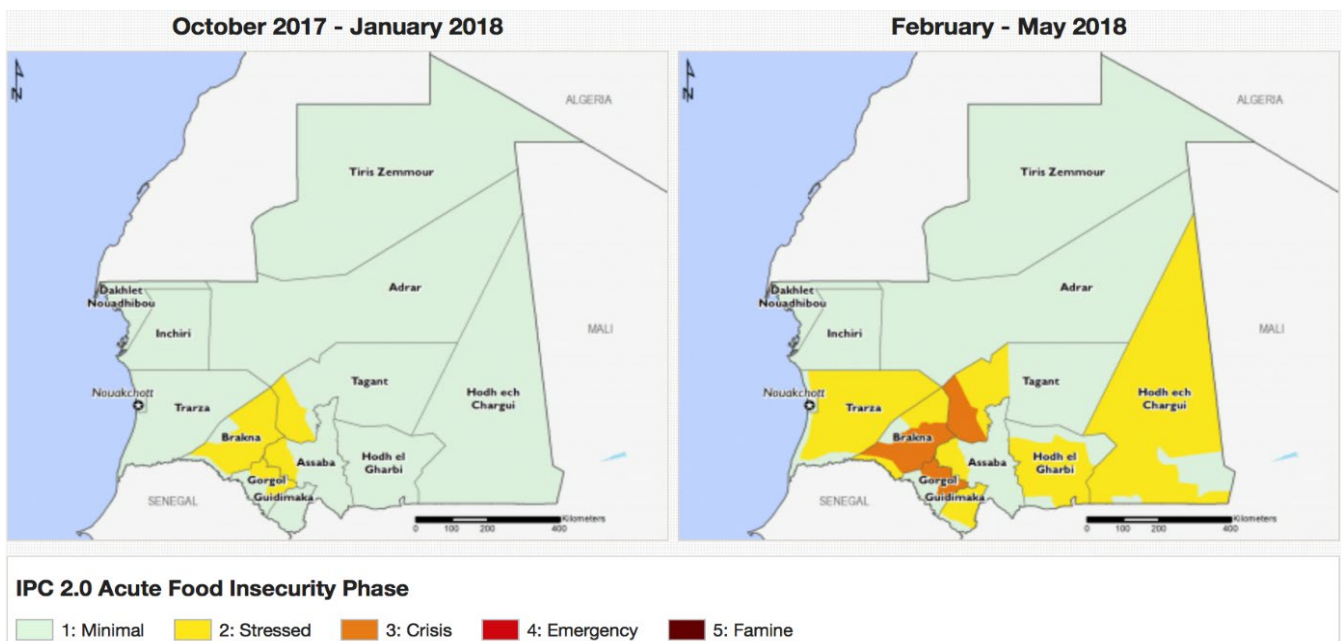 October 2017 - January 2018
N
ALGERIA
Tiris Zemmour
Adrar
Dakhlet
Nouadhibou
Inchiri
MALI
Tagant
Nouakchott
Trarza
Hodh ech
Chargui
Brakna
Assaba
Hodh el
Gharbi
Gorgol
Guidimaka
SENEGAL
Kilometers
0 100 200 400
February - May 2018
N
ALGERIA
Tiris Zemmour
Adrar
Dakhlet
Nouadhibou
Inchiri
MALI
Tagant
Nouakchott
Trarza
Hodh ech
Chargui
Brakna
Assaba
Hodh el
Gharbi
Gorgol
Guidimaka
SENEGAL
Kilometers
0 100 200 400
IPC 2.0 Acute Food Insecurity Phase
1: Minimal 2: Stressed 3: Crisis 4: Emergency 5: Famine